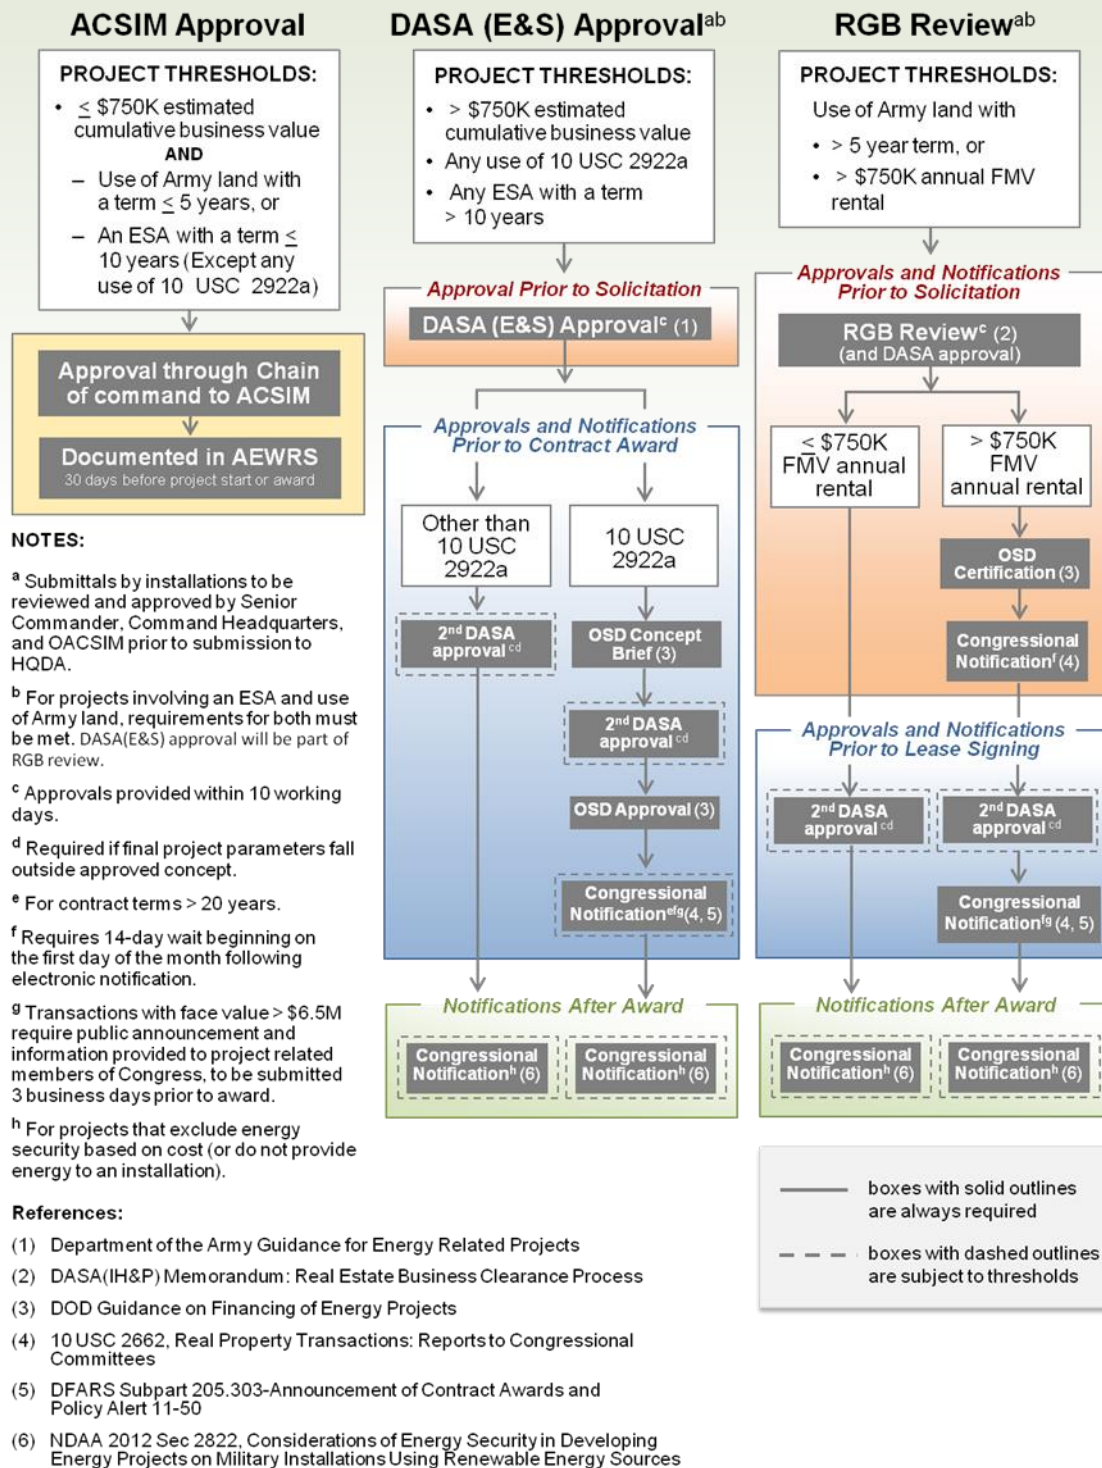 ACSIM Approval
PROJECT THRESHOLDS:
• ≤ $750K estimated
cumulative business value
AND
– Use of Army land with
a term ≤ 5 years, or
– An ESA with a term ≤
10 years (Except any
use of 10 USC 2922a)
Approval through Chain
of command to ACSIM
Documented in AEWRS
30 days before project start or award
DASA (E&S) Approvalab
PROJECT THRESHOLDS:
• > $750K estimated
cumulative business value
• Any use of 10 USC 2922a
• Any ESA with a term
> 10 years
Approval Prior to Solicitation
DASA (E&S) Approvalc (1)
Approvals and Notifications
Prior to Contract Award
Other than
10 USC
2922a
2nd DASA
approval cd
10 USC
2922a
OSD Concept
Brief (3)
2nd DASA
approval cd
OSD Approval (3)
Congressional
Notificationefg (4, 5)
Notifications After Award
Congressional
Notificationh (6)
Congressional
Notificationh (6)
RGB Reviewab
PROJECT THRESHOLDS:
Use of Army land with
• > 5 year term, or
• > $750K annual FMV
rental
Approvals and Notifications
Prior to Solicitation
RGB Reviewc (2)
(and DASA approval)
≤ $750K
FMV annual
rental
> $750K
FMV
annual rental
OSD
Certification (3)
Congressional
Notificationf (4)
Approvals and Notifications
Prior to Lease Signing
2nd DASA
approval cd
2nd DASA
approval cd
Congressional
Notificationfg (4, 5)
Notifications After Award
Congressional
Notificationh (6)
Congressional
Notificationh (6)
NOTES:
a Submittals by installations to be
reviewed and approved by Senior
Commander, Command Headquarters,
and OACSIM prior to submission to
HQDA.
b For projects involving an ESA and use
of Army land, requirements for both must
be met. DASA(E&S) approval will be part of
RGB review.
c Approvals provided within 10 working
days.
d Required if final project parameters fall
outside approved concept.
e For contract terms > 20 years.
f Requires 14-day wait beginning on
the first day of the month following
electronic notification.
g Transactions with face value > $6.5M
require public announcement and
information provided to project related
members of Congress, to be submitted
3 business days prior to award.
h For projects that exclude energy
security based on cost (or do not provide
energy to an installation).
boxes with solid outlines
are always required
boxes with dashed outlines
are subject to thresholds
References:
(1) Department of the Army Guidance for Energy Related Projects
(2) DASA(IH&P) Memorandum: Real Estate Business Clearance Process
(3) DOD Guidance on Financing of Energy Projects
(4) 10 USC 2662, Real Property Transactions: Reports to Congressional
Committees
(5) DFARS Subpart 205.303-Announcement of Contract Awards and
Policy Alert 11-50
(6) NDAA 2012 Sec 2822, Considerations of Energy Security in Developing
Energy Projects on Military Installations Using Renewable Energy Sources